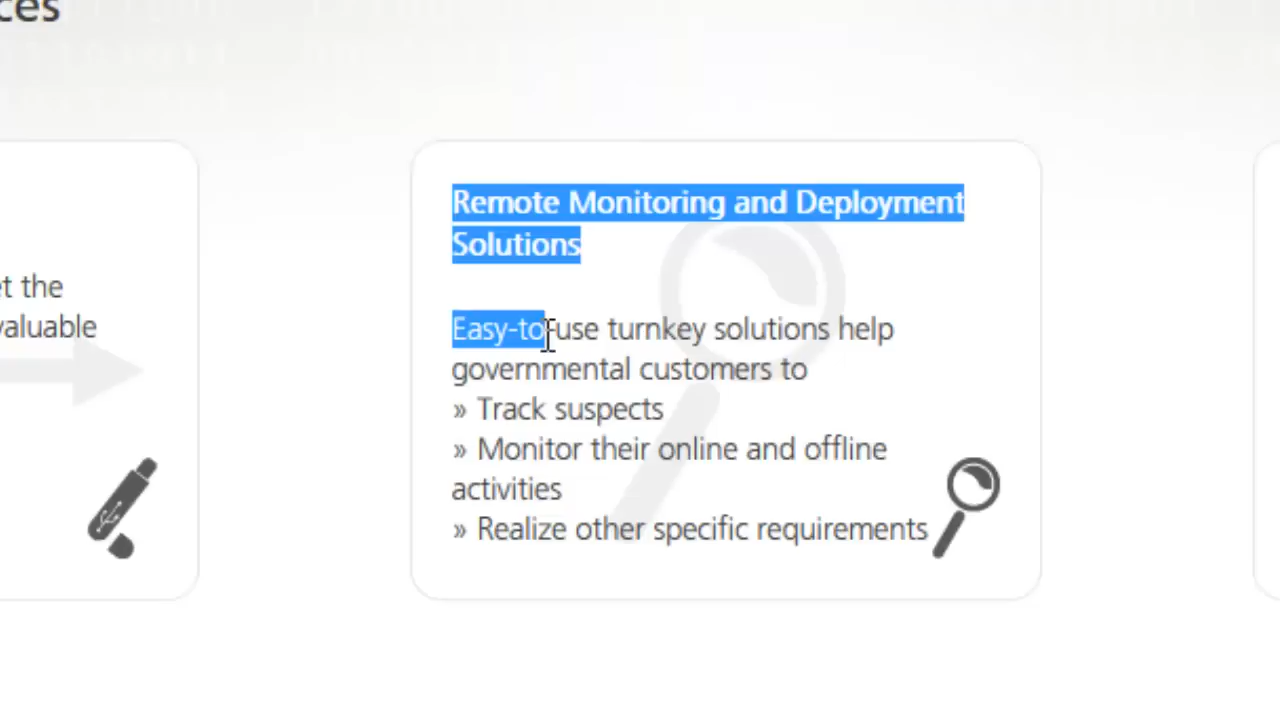 ces
et the
valuable
Remote Monitoring and Deployment
Solutions
Easy-to-use turnkey solutions help
governmental customers to
» Track suspects
» Monitor their online and offline
activities
» Realize other specific requirements